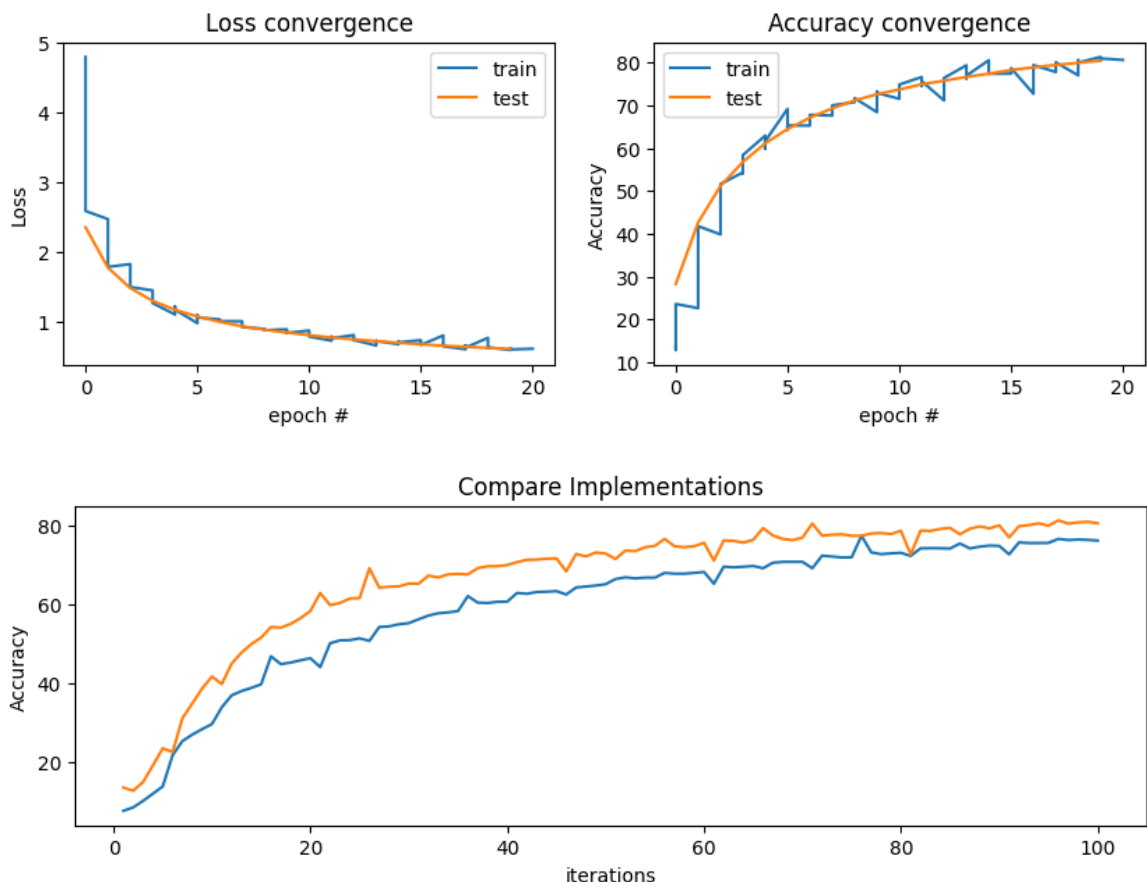 Loss convergence
5
4
3
2
1
Loss
train
test
0
5
10
15
20
epoch #
Accuracy convergence
80
70
60
50
40
30
20
10
Accuracy
train
test
0
5
10
15
20
epoch #
Compare Implementations
80
60
40
20
Accuracy
0
20
40
60
80
100
iterations